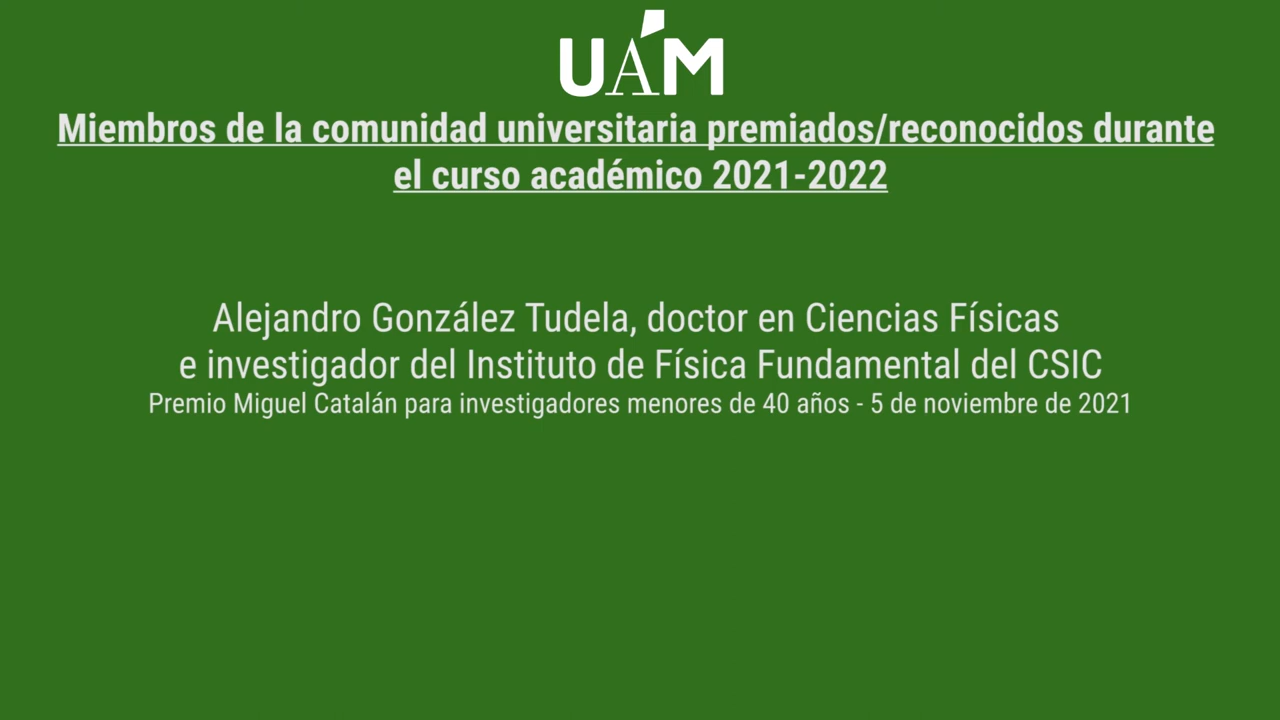 UAM
Miembros de la comunidad universitaria premiados/reconocidos durante
el curso académico 2021-2022
Alejandro González Tudela, doctor en Ciencias Físicas
e investigador del Instituto de Física Fundamental del CSIC
Premio Miguel Catalán para investigadores menores de 40 años - 5 de noviembre de 2021